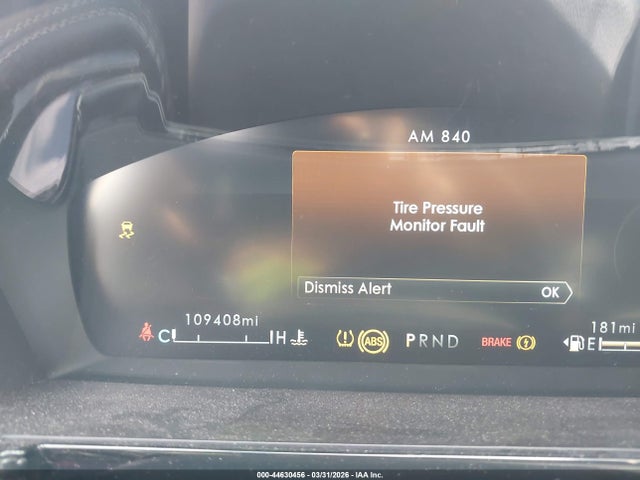 AM 840
Tire Pressure
Monitor Fault
Dismiss Alert OK
109408mi 181mi
C H ABS PRND BRAKE E
000-44630456 - 03/31/2026 - IAA Inc.